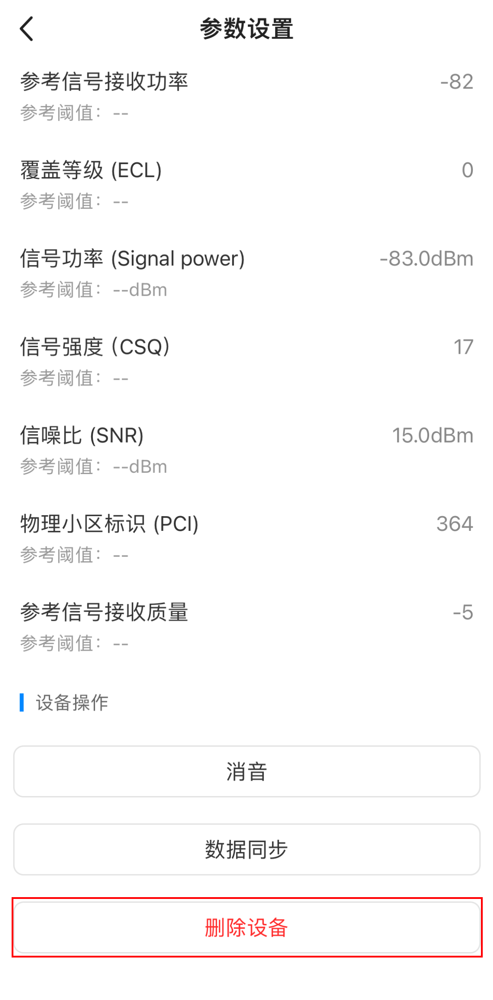 参数设置
参考信号接收功率 -82
参考阈值：--
覆盖等级 (ECL) 0
参考阈值：--
信号功率 (Signal power) -83.0dBm
参考阈值：--dBm
信号强度（CSQ） 17
参考阈值：--
信噪比 (SNR) 15.0dBm
参考阈值：--dBm
物理小区标识 (PCI) 364
参考阈值：--
参考信号接收质量 -5
参考阈值：--
设备操作
消音
数据同步
删除设备